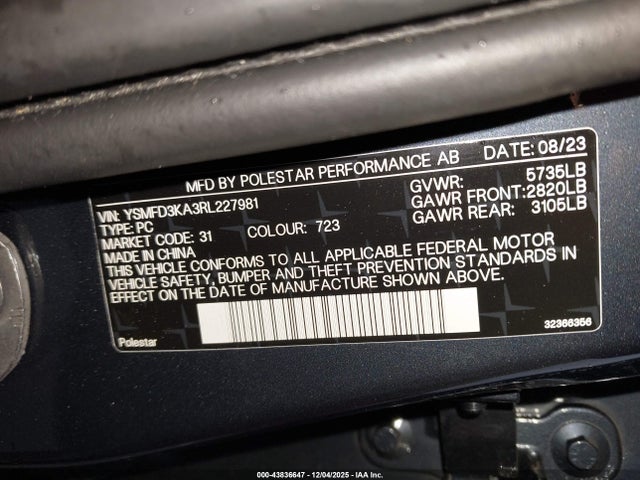 MFD BY POLESTAR PERFORMANCE AB DATE: 08/23
VIN: YSMFD3KA3RL227981 GVWR: 5735LB
TYPE: PC GAWR FRONT:2820LB
MARKET CODE: 31 COLOUR: 723 GAWR REAR: 3105LB
MADE IN CHINA
THIS VEHICLE CONFORMS TO ALL APPLICABLE FEDERAL MOTOR
VEHICLE SAFETY, BUMPER AND THEFT PREVENTION STANDARDS IN
EFFECT ON THE DATE OF MANUFACTURE SHOWN ABOVE.
Polestar 32366356
000-43836647 - 12/04/2025 - IAA Inc.